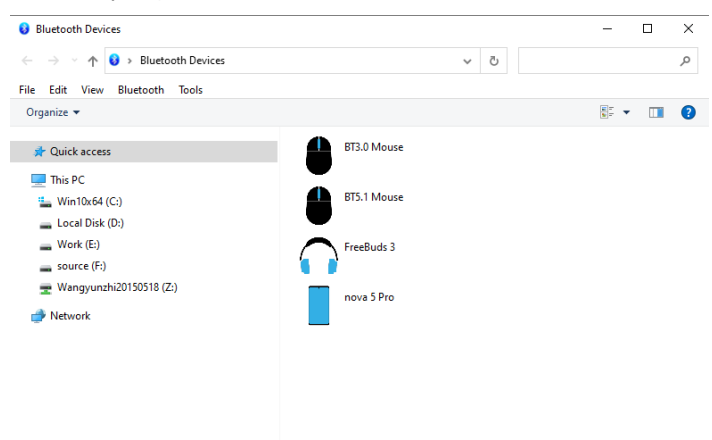 Bluetooth Devices
Bluetooth Devices
File Edit View Bluetooth Tools
Organize
Quick access
This PC
Win10x64 (C:)
Local Disk (D:)
Work (E:)
source (F:)
Wangyunzhi20150518 (Z:)
Network
BT3.0 Mouse
BT5.1 Mouse
FreeBuds 3
nova 5 Pro